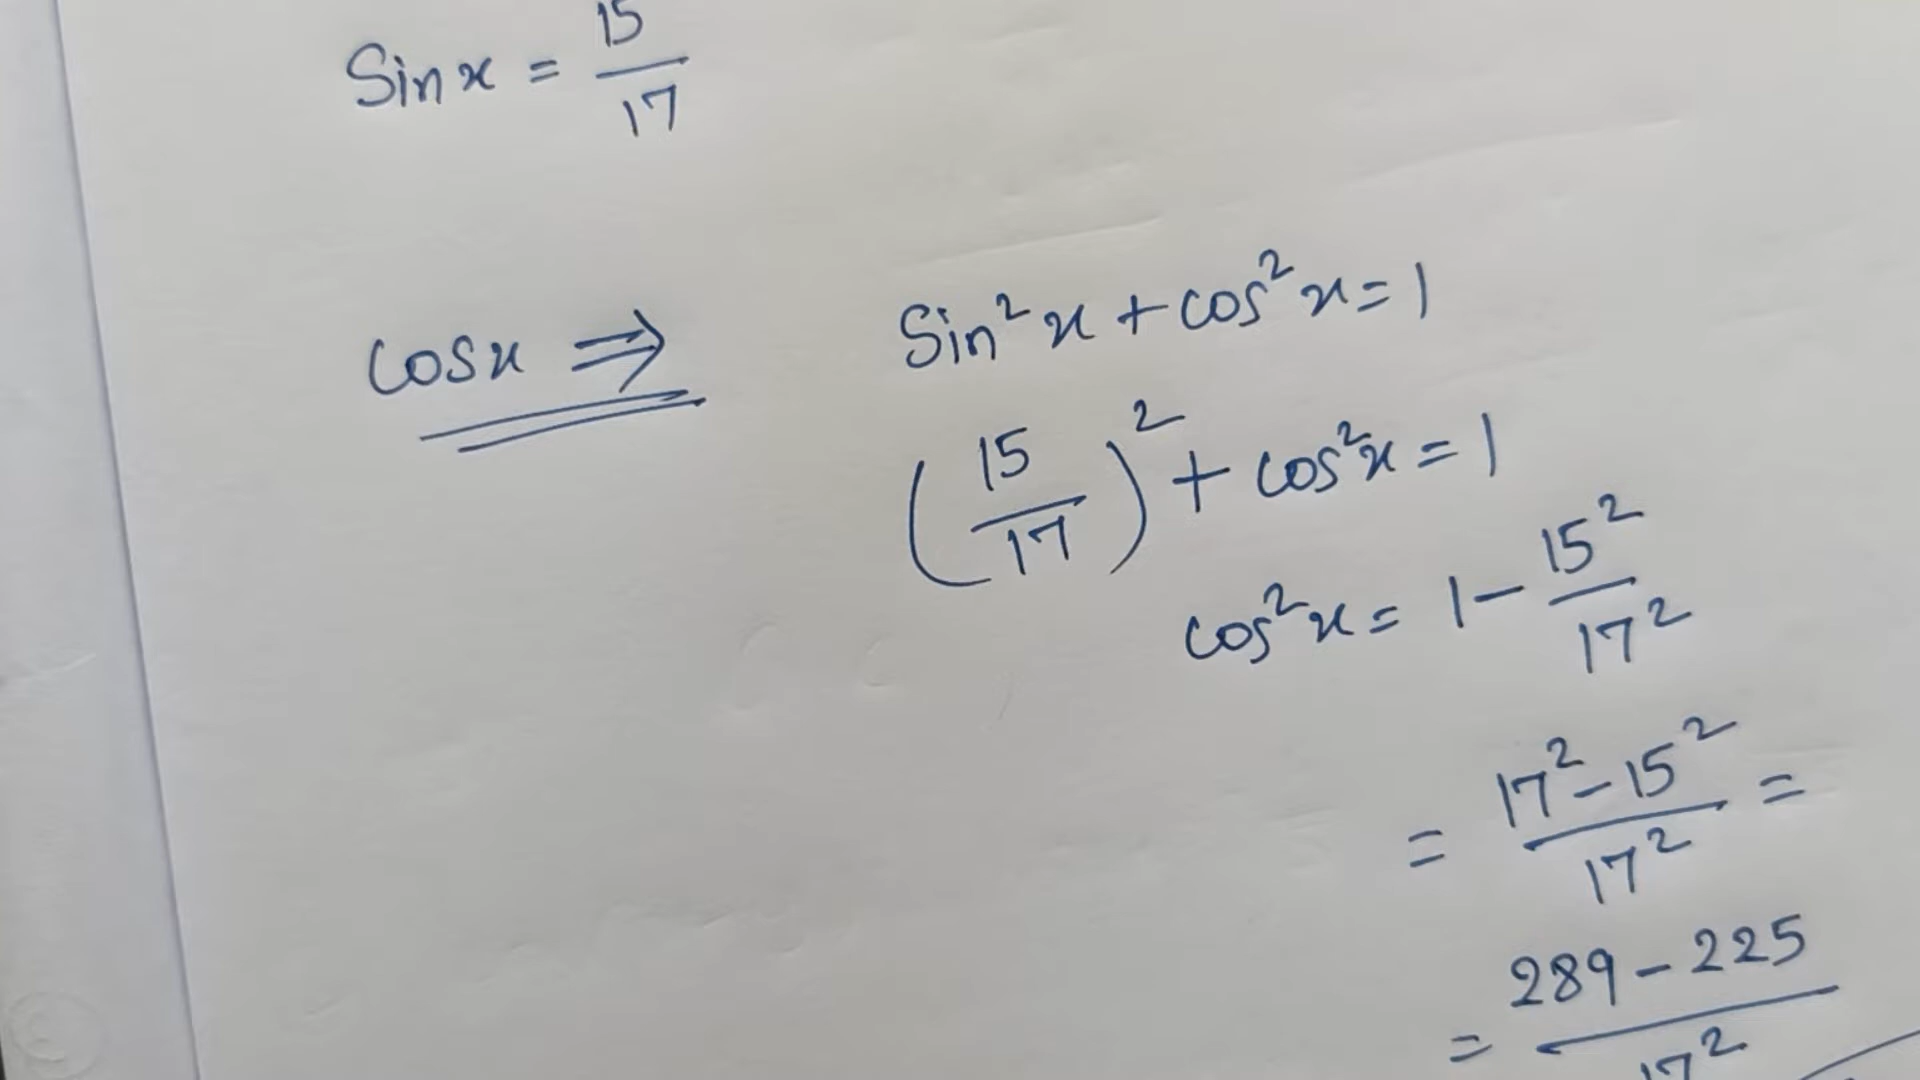 Sin x = 15/17
cos x ⇒
Sin² x + cos² x = 1
(15/17)² + cos² x = 1
cos² x = 1 - 15²/17²
= 17² - 15²/17² =
= 289 - 225/17²